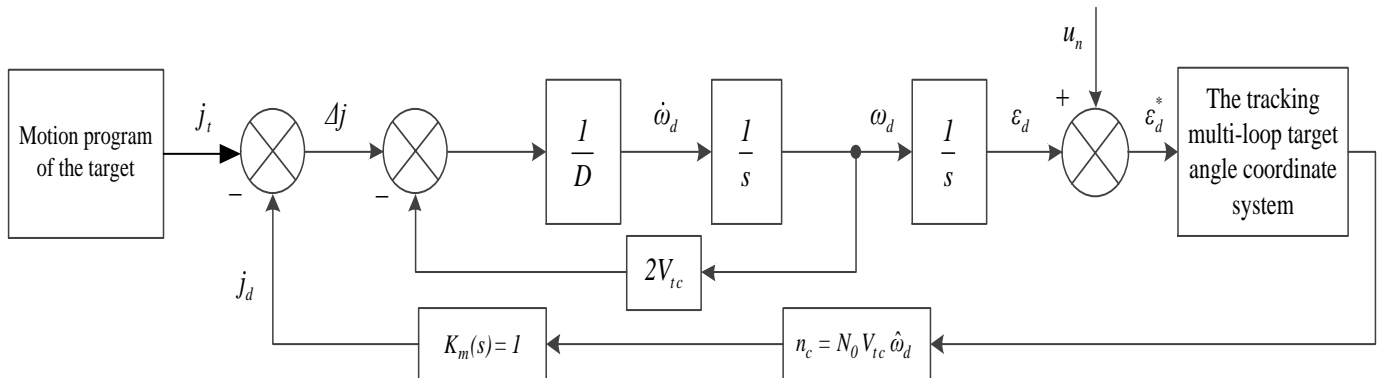 Motion program
of the target
j_t
−
Δj
−
1
D
ω̇_d
1
s
ω_d
1
s
ε_d
u_n
+
ε_d^*
The tracking
multi-loop target
angle coordinate
system
2V_tc
j_d
K_m(s) = 1
n_c = N_0 V_tc ω̂_d